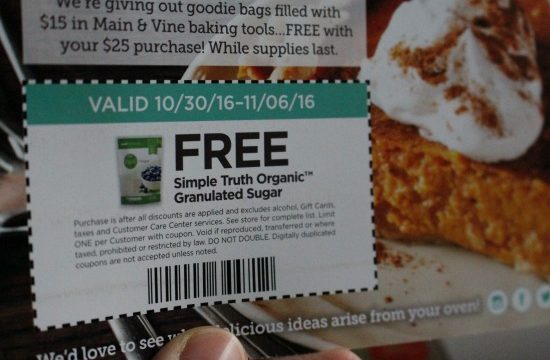 We're giving out goodie bags filled with
$15 in Main & Vine baking tools...FREE with
your $25 purchase! While supplies last.
VALID 10/30/16–11/06/16
FREE
Simple Truth Organic™
Granulated Sugar
Purchase is after all discounts are applied and excludes alcohol, Gift Cards,
taxes and Customer Care Center services. See store for complete list. Limit
ONE per Customer with coupon. Void if reproduced, transferred or where
taxed, prohibited or restricted by law. DO NOT DOUBLE. Digitally duplicated
coupons are not accepted unless noted.
We'd love to see delicious ideas arise from your oven!